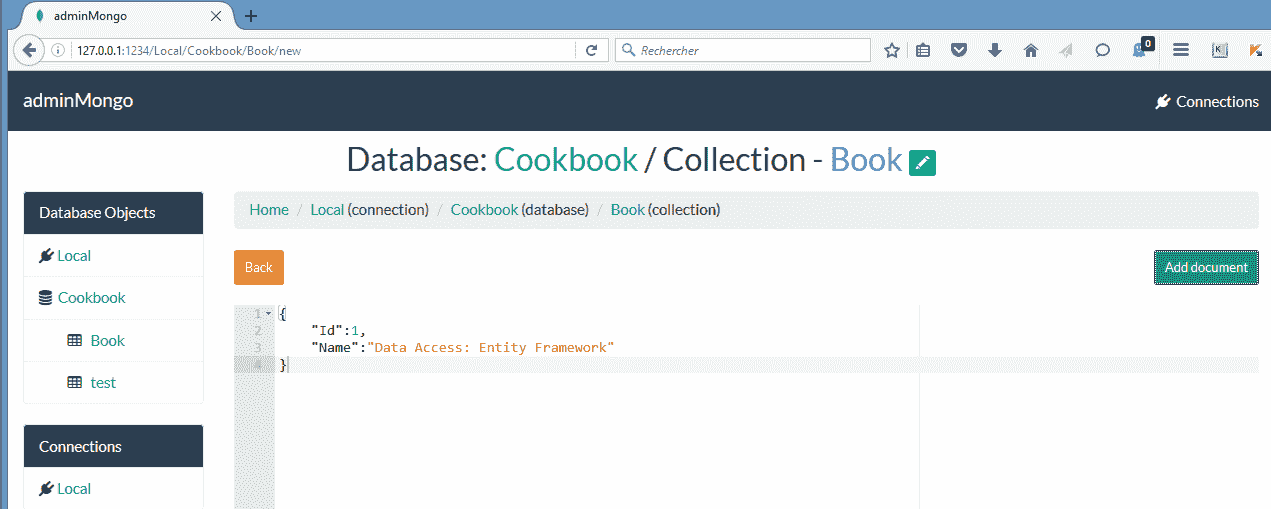 adminMongo
127.0.0.1:1234/Local/Cookbook/Book/new
Rechercher
0
K
adminMongo
Connections
Database: Cookbook / Collection - Book
Database Objects
Home / Local (connection) / Cookbook (database) / Book (collection)
Local
Back
Add document
Cookbook
1 {
2 "Id":1,
3 "Name":"Data Access: Entity Framework"
4 }
Book
test
Connections
Local